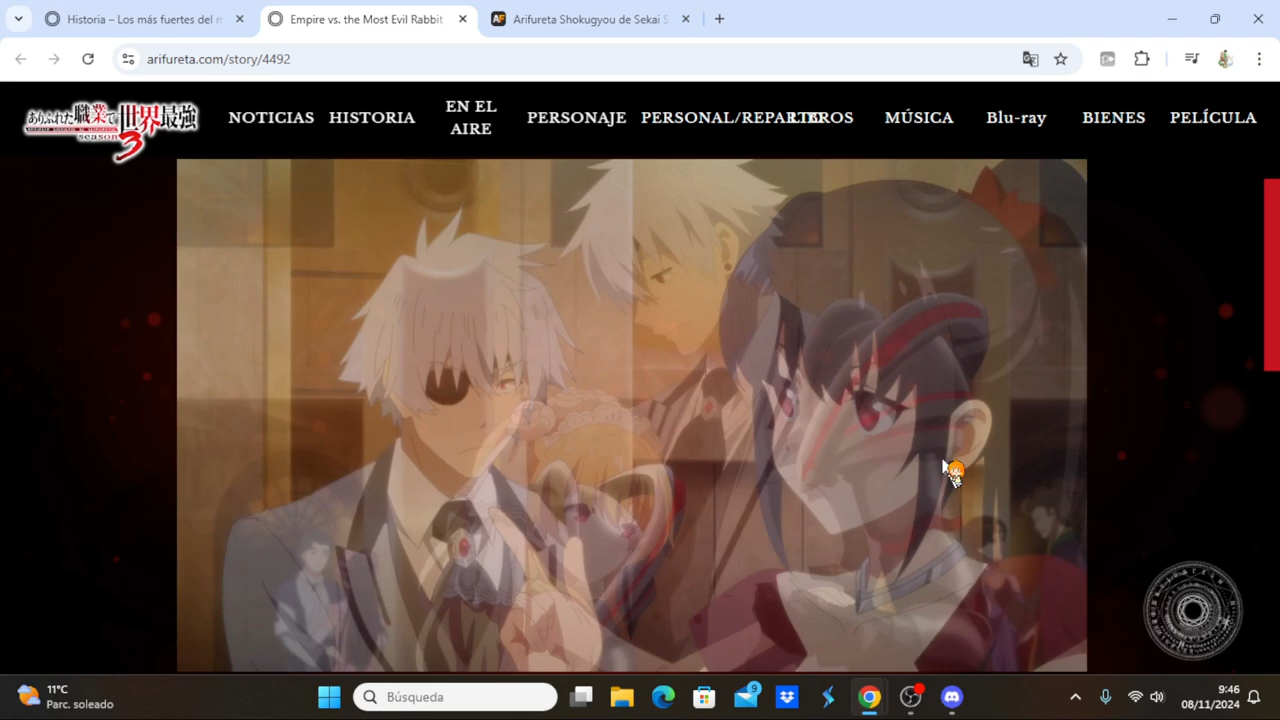 Historia – Los más fuertes del m
Empire vs. the Most Evil Rabbit
Arifureta Shokugyou de Sekai S
arifureta.com/story/4492
ありふれた職業で世界最強
season 3
NOTICIAS
HISTORIA
EN EL
AIRE
PERSONAJE
PERSONAL/REPARTO
LIBROS
MÚSICA
Blu-ray
BIENES
PELÍCULA
11°C
Parc. soleado
Búsqueda
9
9:46
08/11/2024